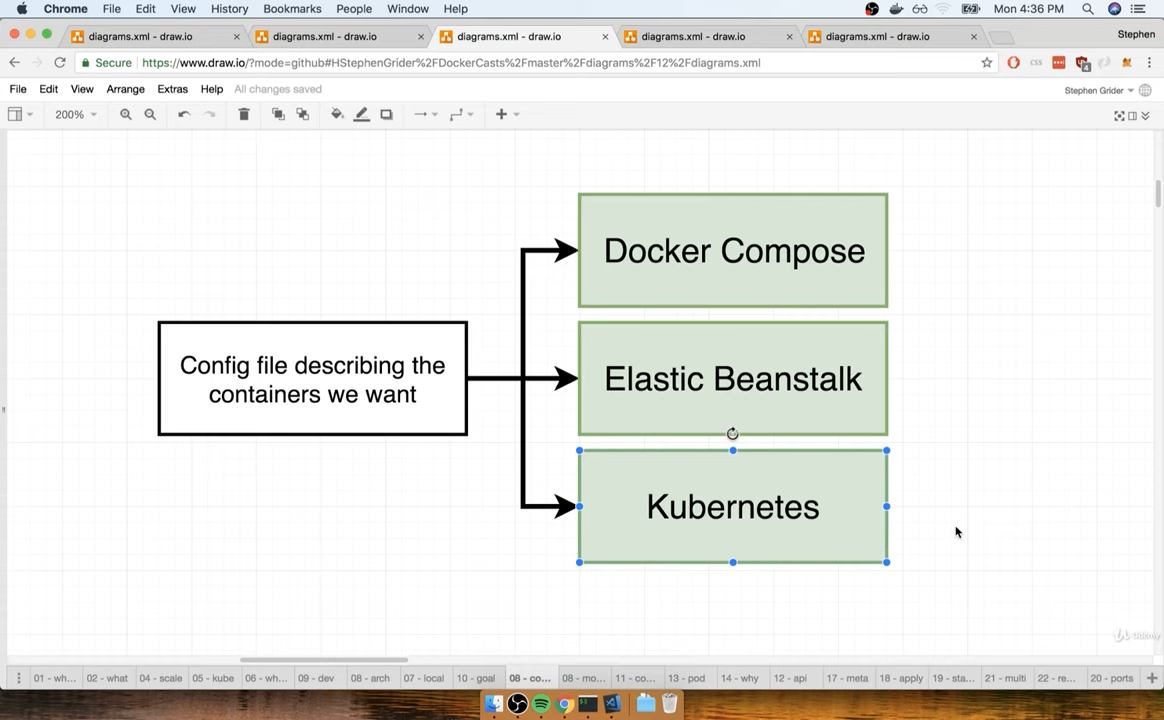 Chrome File Edit View History Bookmarks People Window Help Mon 4:36 PM
diagrams.xml - draw.io diagrams.xml - draw.io diagrams.xml - draw.io diagrams.xml - draw.io diagrams.xml - draw.io Stephen
Secure https://www.draw.io/?mode=github#HStephenGrider%2FDockerCasts%2Fmaster%2Fdiagrams%2F12%2Fdiagrams.xml css 4
File Edit View Arrange Extras Help All changes saved Stephen Grider
200%
Docker Compose
Config file describing the
containers we want
Elastic Beanstalk
Kubernetes
Udemy
01 - wh... 02 - what 04 - scale 05 - kube 06 - wh... 09 - dev 08 - arch 07 - local 10 - goal 08 - co... 08 - mo... 11 - co... 13 - pod 14 - why 12 - api 17 - meta 18 - apply 19 - sta... 21 - multi 22 - re... 20 - ports